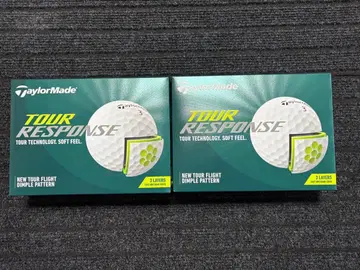 TaylorMade
TOUR
RESPONSE
TOUR TECHNOLOGY. SOFT FEEL.
NEW TOUR FLIGHT
DIMPLE PATTERN
3 LAYERS
TaylorMade
TOUR
RESPONSE
TOUR TECHNOLOGY. SOFT FEEL.
NEW TOUR FLIGHT
DIMPLE PATTERN
3 LAYERS